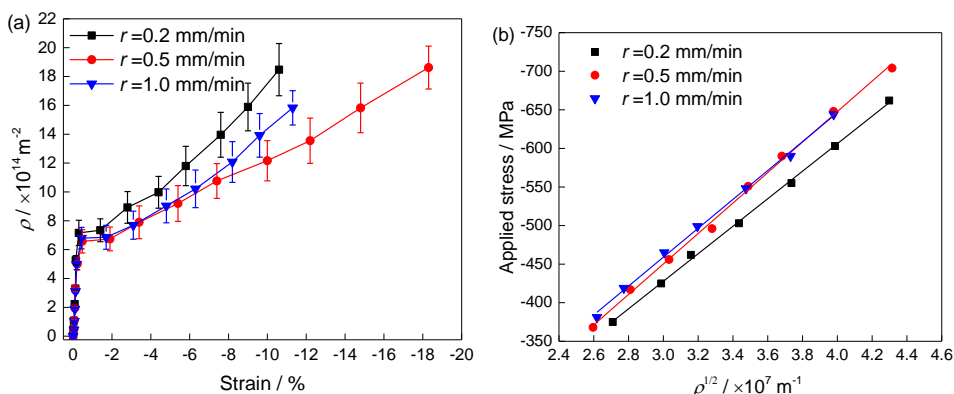 (a)
r =0.2 mm/min
r =0.5 mm/min
r =1.0 mm/min
22
20
18
16
14
12
10
8
6
4
2
0
ρ / ×10¹⁴ m⁻²
0 -2 -4 -6 -8 -10 -12 -14 -16 -18 -20
Strain / %
(b)
r =0.2 mm/min
r =0.5 mm/min
r =1.0 mm/min
-750
-700
-650
-600
-550
-500
-450
-400
-350
Applied stress / MPa
2.4 2.6 2.8 3.0 3.2 3.4 3.6 3.8 4.0 4.2 4.4 4.6
ρ¹ᐟ² / ×10⁷ m⁻¹